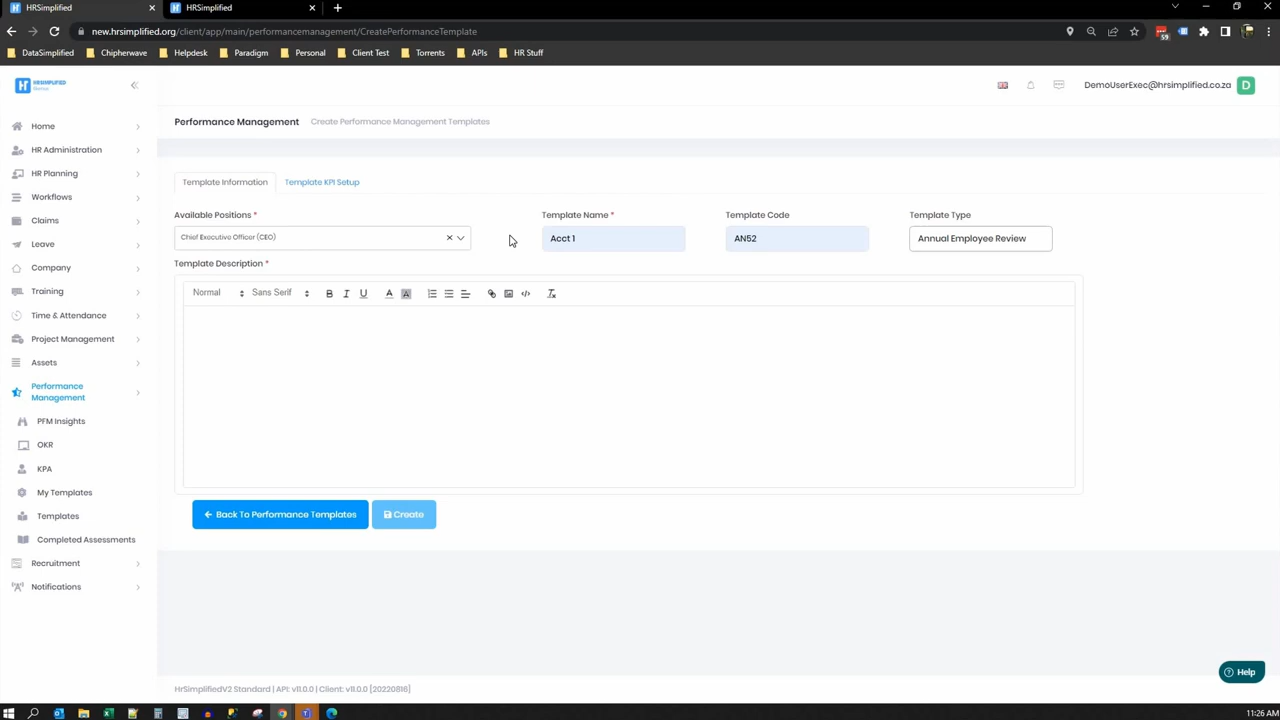 HRSimplified
HRSimplified
new.hrsimplified.org/client/app/main/performancemanagement/CreatePerformanceTemplate
59
DataSimplified Chipherwave Helpdesk Paradigm Personal Client Test Torrents APIs HR Stuff
HRSIMPLIFIED
DemoUserExec@hrsimplified.co.za D
Performance Management Create Performance Management Templates
Home
HR Administration
HR Planning
Workflows
Claims
Leave
Company
Training
Time & Attendance
Project Management
Assets
Performance
Management
PFM Insights
OKR
KPA
My Templates
Templates
Completed Assessments
Recruitment
Notifications
Template Information Template KPI Setup
Available Positions * Template Name * Template Code Template Type
Chief Executive Officer (CEO) Acct 1 AN52 Annual Employee Review
Template Description *
Normal Sans Serif B I U A A
Back To Performance Templates Create
Help
HrSimplifiedV2 Standard | API: v11.0.0 | Client: v11.0.0 [20220816]
11:26 AM